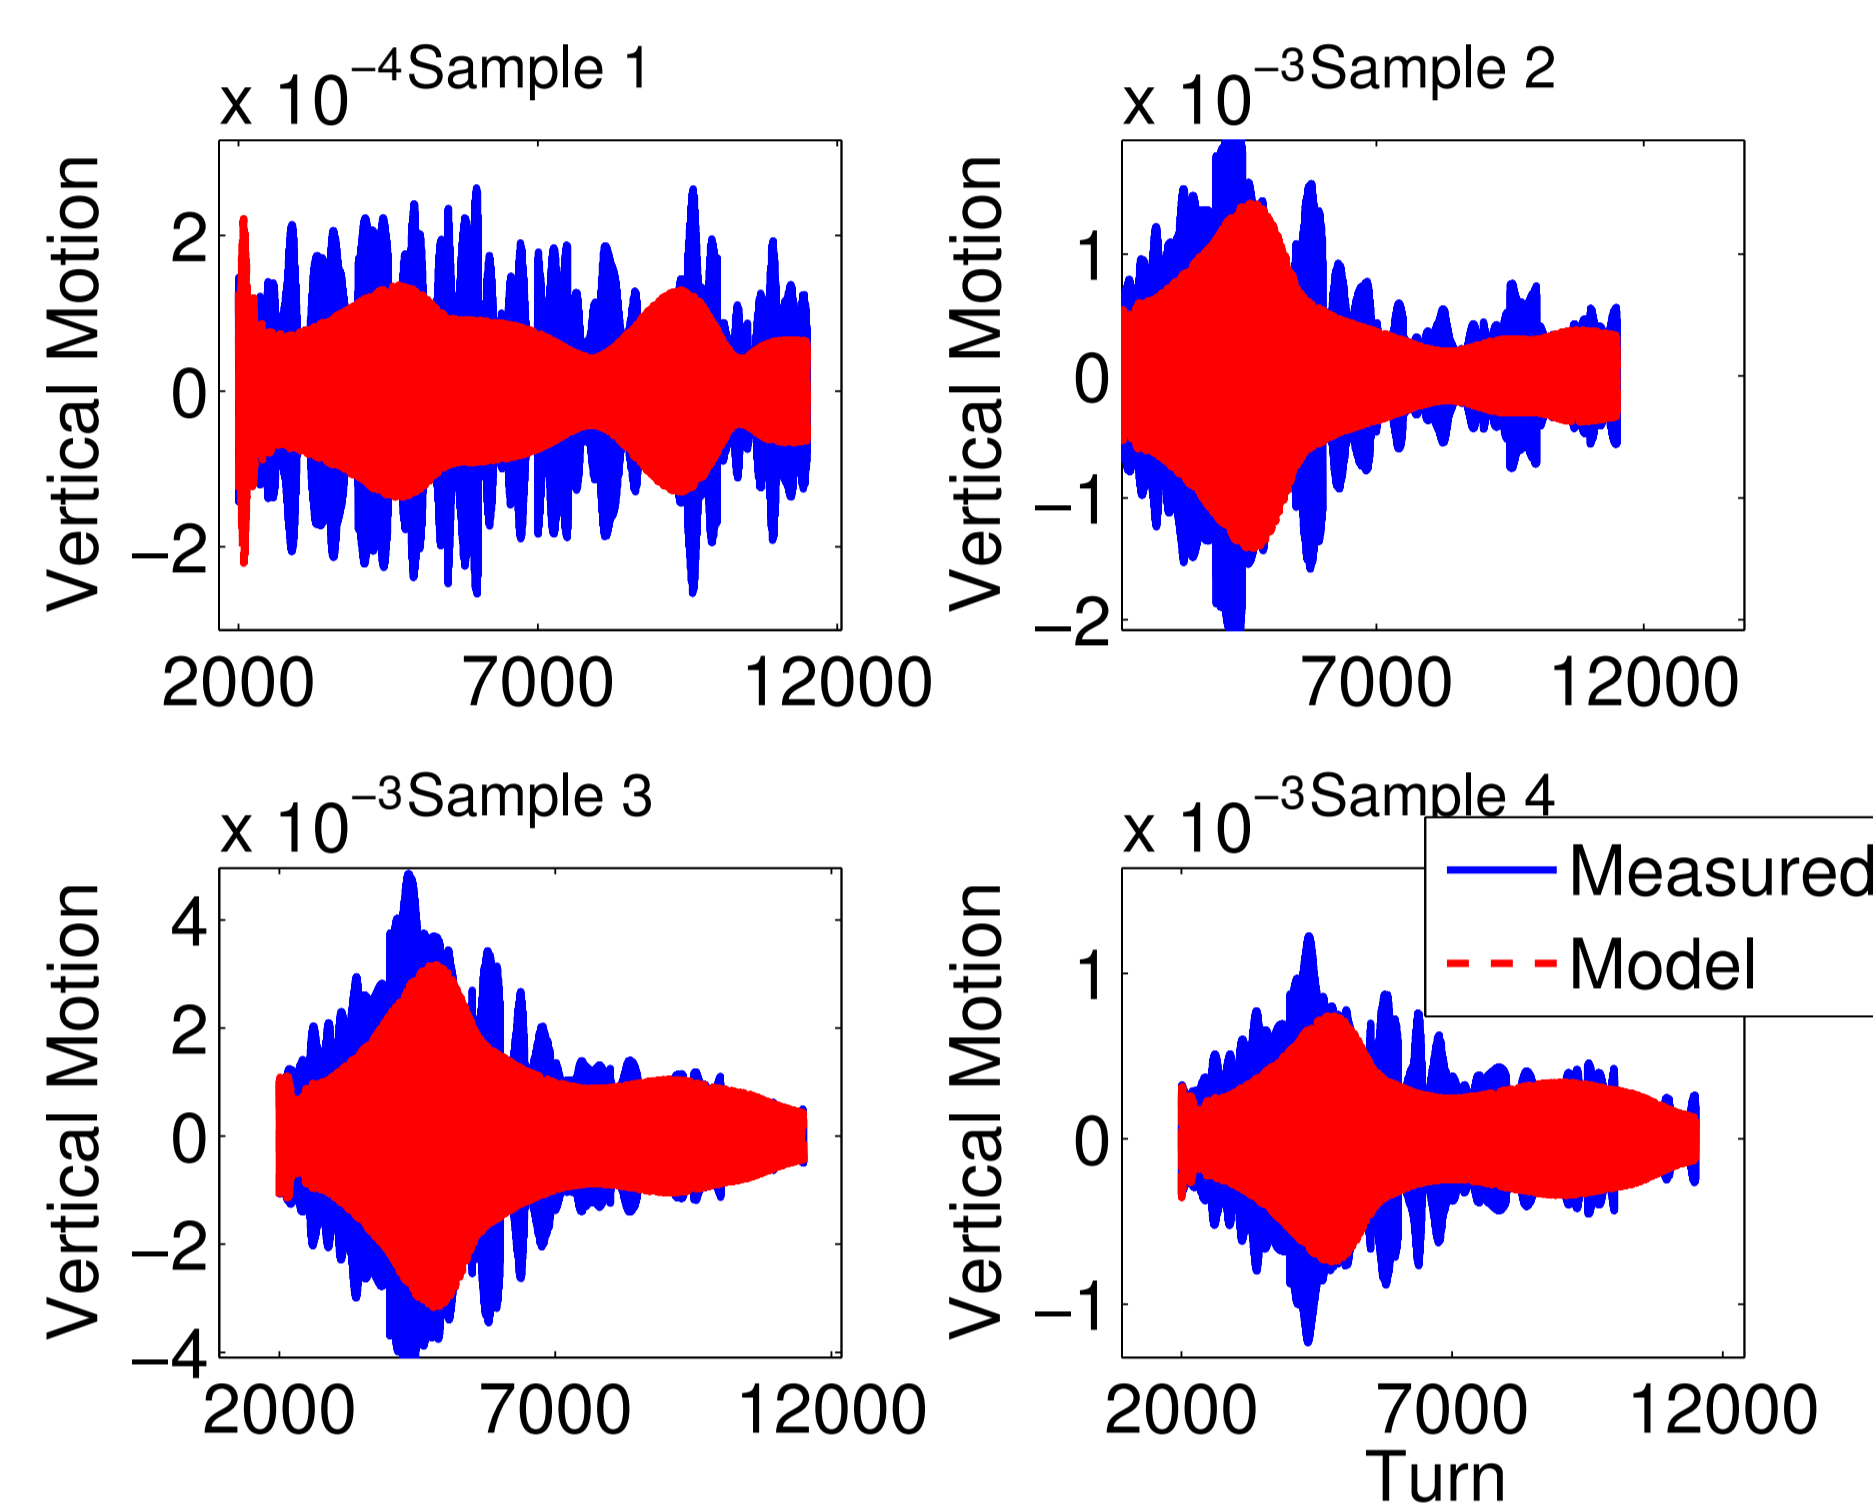 x 10−4 Sample 1
Vertical Motion
2
0
−2
2000 7000 12000
x 10−3 Sample 2
Vertical Motion
1
0
−1
−2
7000 12000
x 10−3 Sample 3
Vertical Motion
4
2
0
−2
−4
2000 7000 12000
x 10−3 Sample 4
Measured
Model
Vertical Motion
1
0
−1
2000 7000 12000
Turn